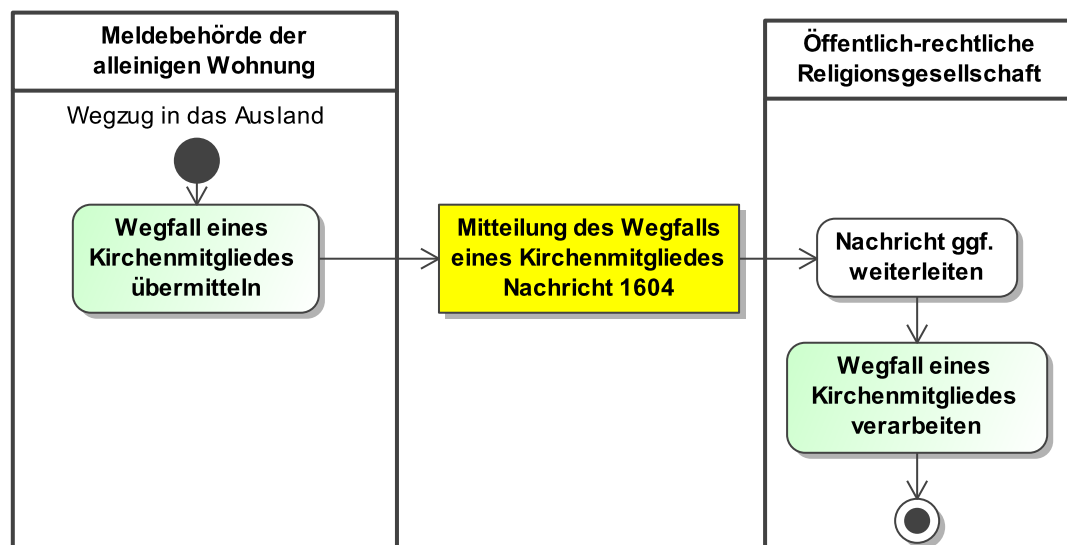 Meldebehörde der
alleinigen Wohnung
Wegzug in das Ausland
Wegfall eines
Kirchenmitgliedes
übermitteln
Mitteilung des Wegfalls
eines Kirchenmitgliedes
Nachricht 1604
Öffentlich-rechtliche
Religionsgesellschaft
Nachricht ggf.
weiterleiten
Wegfall eines
Kirchenmitgliedes
verarbeiten